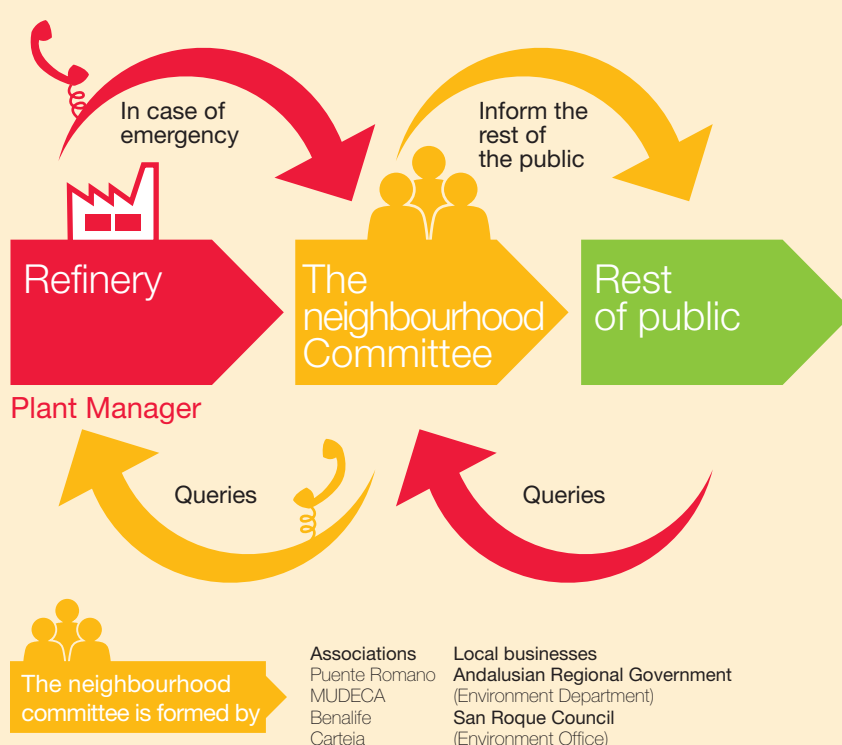 In case of
emergency
Inform the
rest of
the public
Refinery
The
neighbourhood
Committee
Rest
of public
Plant Manager
Queries
Queries
The neighbourhood
committee is formed by
Associations
Puente Romano
MUDECA
Benalife
Carteia
Local businesses
Andalusian Regional Government
(Environment Department)
San Roque Council
(Environment Office)